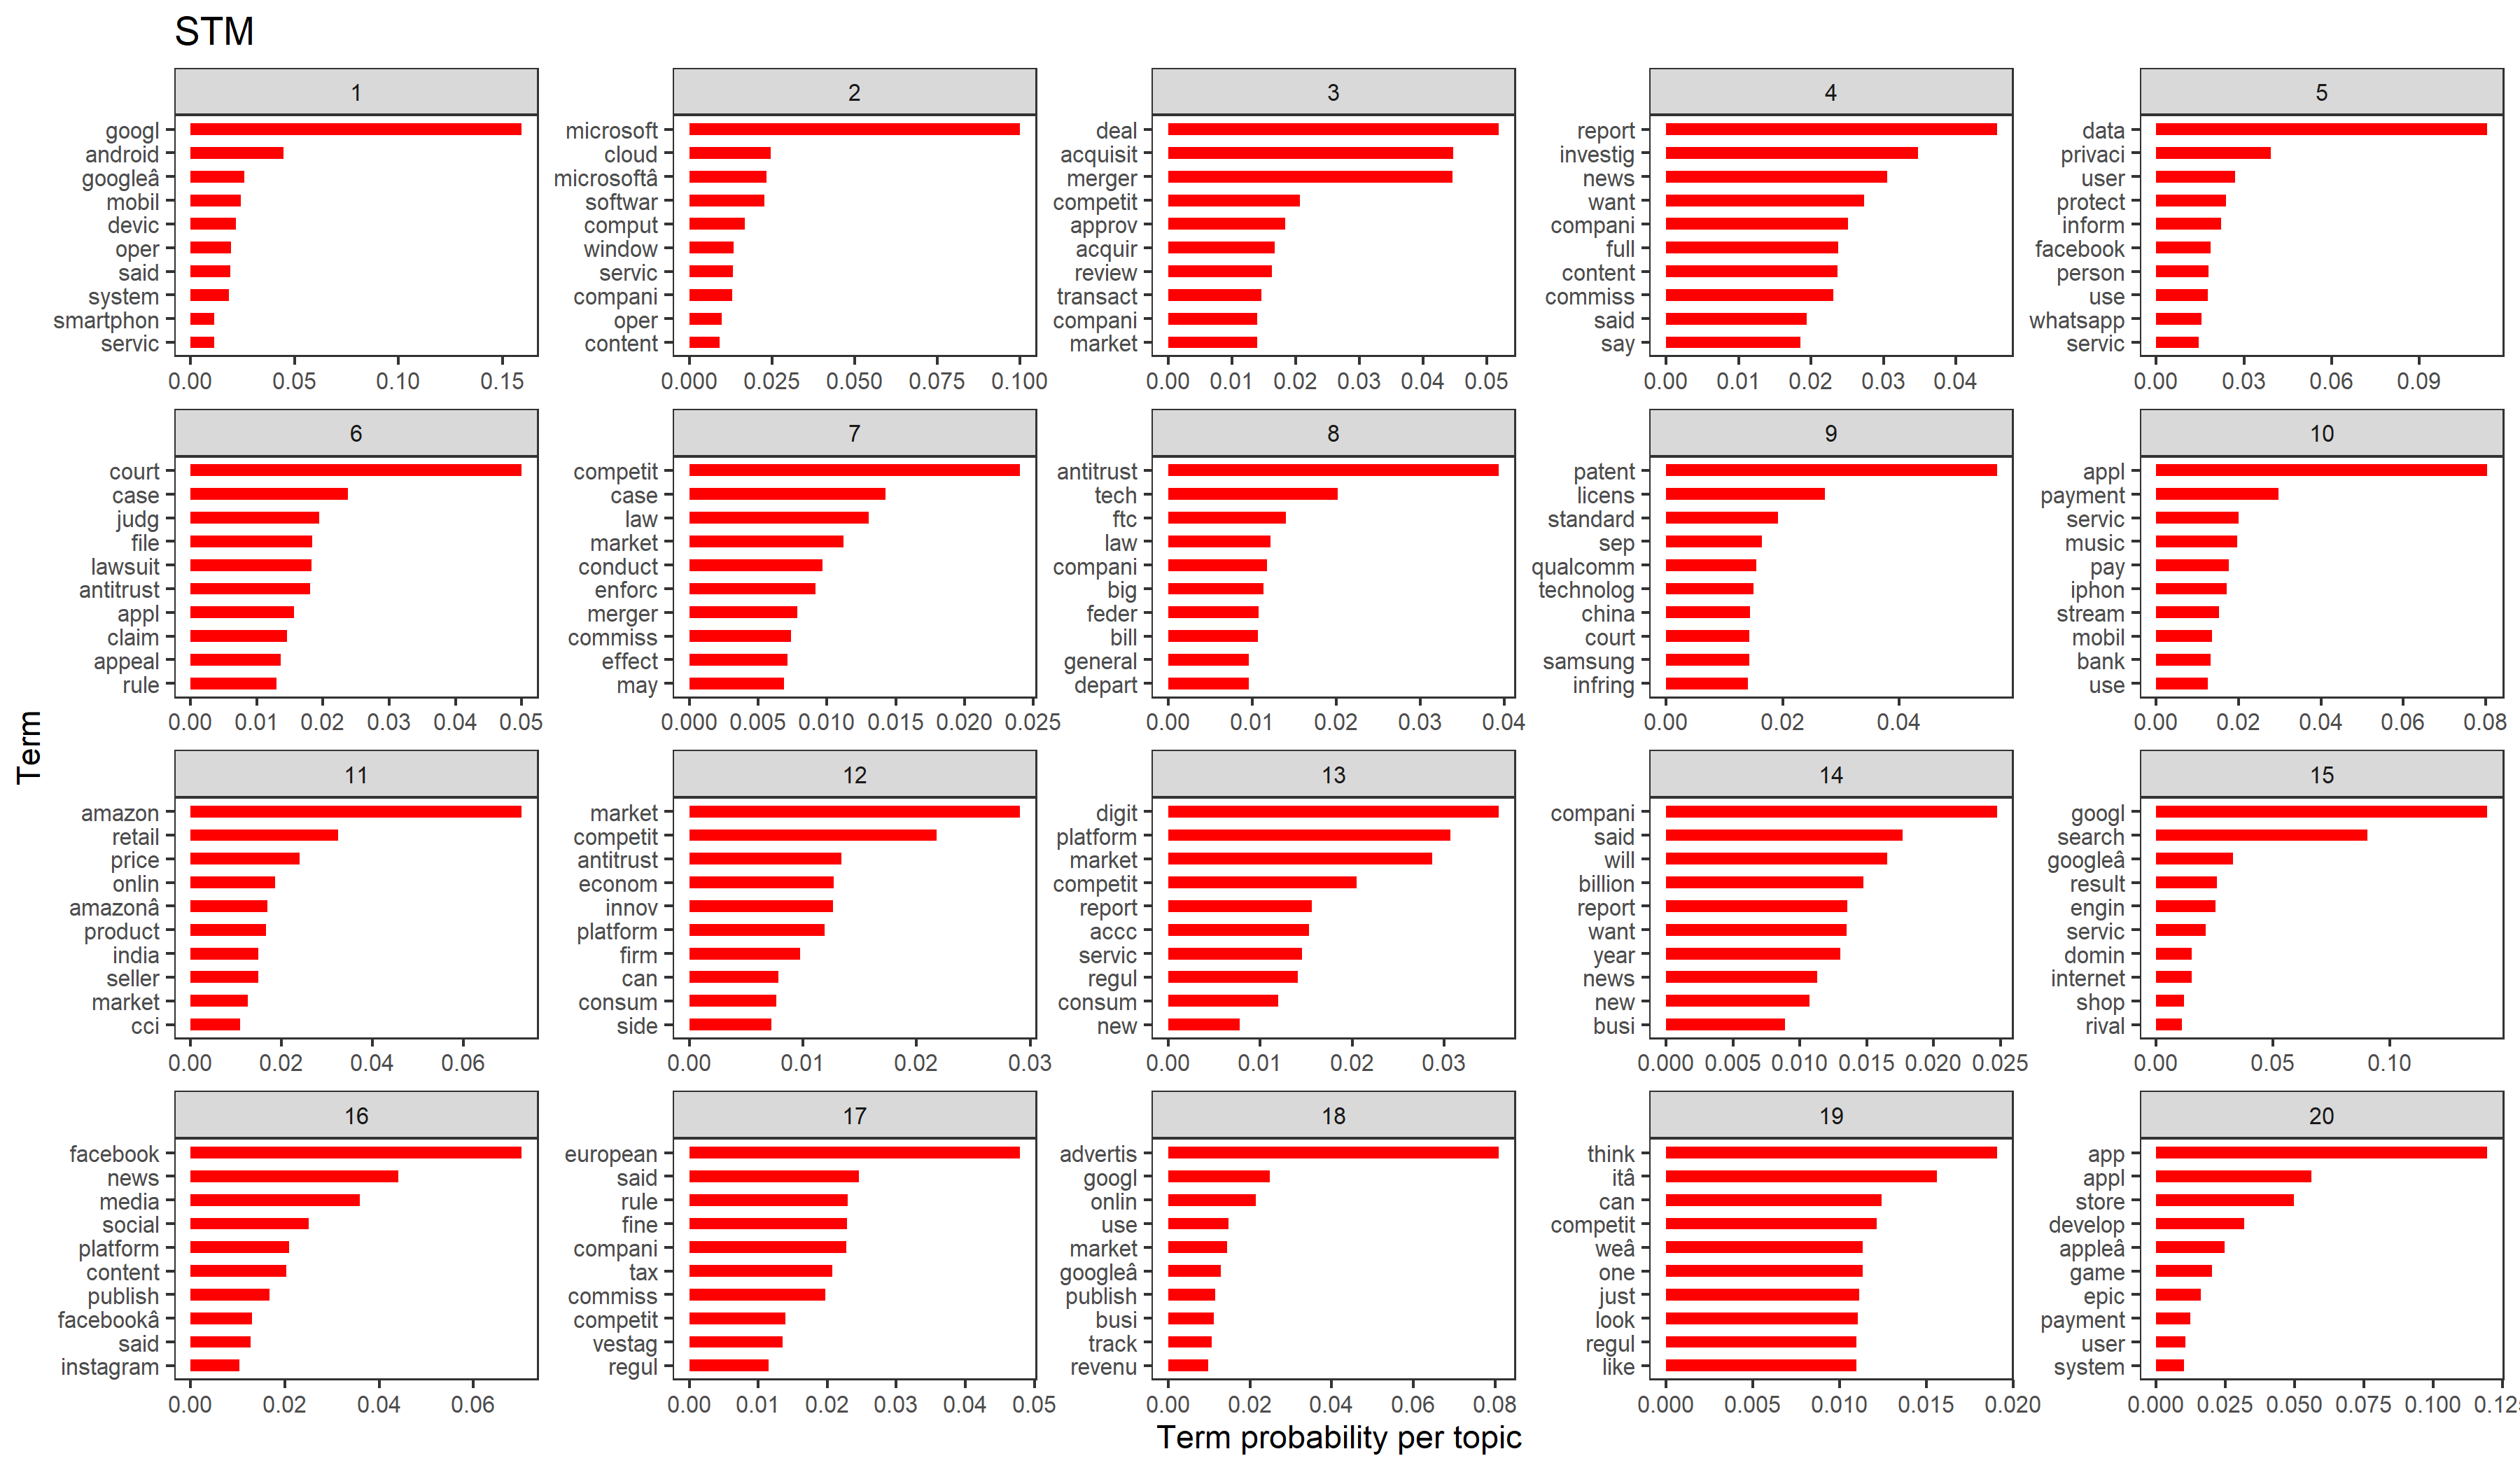 STM
1
googl
android
googleâ
mobil
devic
oper
said
system
smartphon
servic
0.00 0.05 0.10 0.15
2
microsoft
cloud
microsoftâ
softwar
comput
window
servic
compani
oper
content
0.000 0.025 0.050 0.075 0.100
3
deal
acquisit
merger
competit
approv
acquir
review
transact
compani
market
0.00 0.01 0.02 0.03 0.04 0.05
4
report
investig
news
want
compani
full
content
commiss
said
say
0.00 0.01 0.02 0.03 0.04
5
data
privaci
user
protect
inform
facebook
person
use
whatsapp
servic
0.00 0.03 0.06 0.09
6
court
case
judg
file
lawsuit
antitrust
appl
claim
appeal
rule
0.00 0.01 0.02 0.03 0.04 0.05
7
competit
case
law
market
conduct
enforc
merger
commiss
effect
may
0.000 0.005 0.010 0.015 0.020 0.025
8
antitrust
tech
ftc
law
compani
big
feder
bill
general
depart
0.00 0.01 0.02 0.03 0.04
9
patent
licens
standard
sep
qualcomm
technolog
china
court
samsung
infring
0.00 0.02 0.04
10
appl
payment
servic
music
pay
iphon
stream
mobil
bank
use
0.00 0.02 0.04 0.06 0.08
11
amazon
retail
price
onlin
amazonâ
product
india
seller
market
cci
0.00 0.02 0.04 0.06
12
market
competit
antitrust
econom
innov
platform
firm
can
consum
side
0.00 0.01 0.02 0.03
13
digit
platform
market
competit
report
accc
servic
regul
consum
new
0.00 0.01 0.02 0.03
14
compani
said
will
billion
report
want
year
news
new
busi
0.000 0.005 0.010 0.015 0.020 0.025
15
googl
search
googleâ
result
engin
servic
domin
internet
shop
rival
0.00 0.05 0.10
16
facebook
news
media
social
platform
content
publish
facebookâ
said
instagram
0.00 0.02 0.04 0.06
17
european
said
rule
fine
compani
tax
commiss
competit
vestag
regul
0.00 0.01 0.02 0.03 0.04 0.05
18
advertis
googl
onlin
use
market
googleâ
publish
busi
track
revenu
0.00 0.02 0.04 0.06 0.08
19
think
itâ
can
competit
weâ
one
just
look
regul
like
0.000 0.005 0.010 0.015 0.020
20
app
appl
store
develop
appleâ
game
epic
payment
user
system
0.000 0.025 0.050 0.075 0.100
Term
Term probability per topic